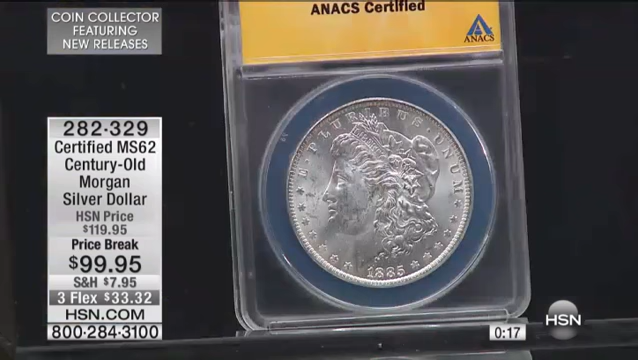 COIN COLLECTOR
FEATURING
NEW RELEASES
282-329
Certified MS62
Century-Old
Morgan
Silver Dollar
HSN Price
$119.95
Price Break
$99.95
S&H $7.95
3 Flex $33.32
HSN.COM
800-284-3100
ANACS Certified
ANACS
E·PLURIBUS·UNUM
1885
0:17
HSN